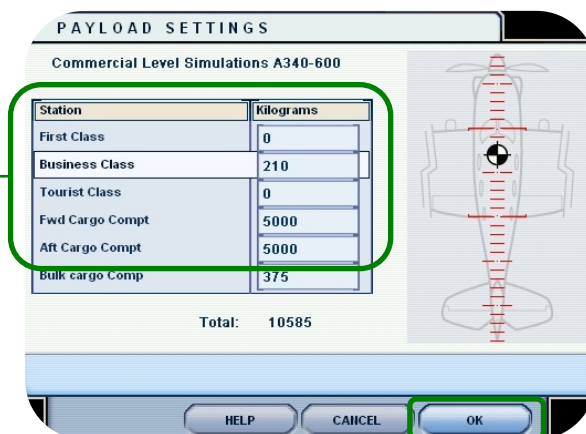 PAYLOAD SETTINGS
Commercial Level Simulations A340-600
Station Kilograms
First Class 0
Business Class 210
Tourist Class 0
Fwd Cargo Compt 5000
Aft Cargo Compt 5000
Bulk cargo Comp 375
Total: 10585
HELP CANCEL OK